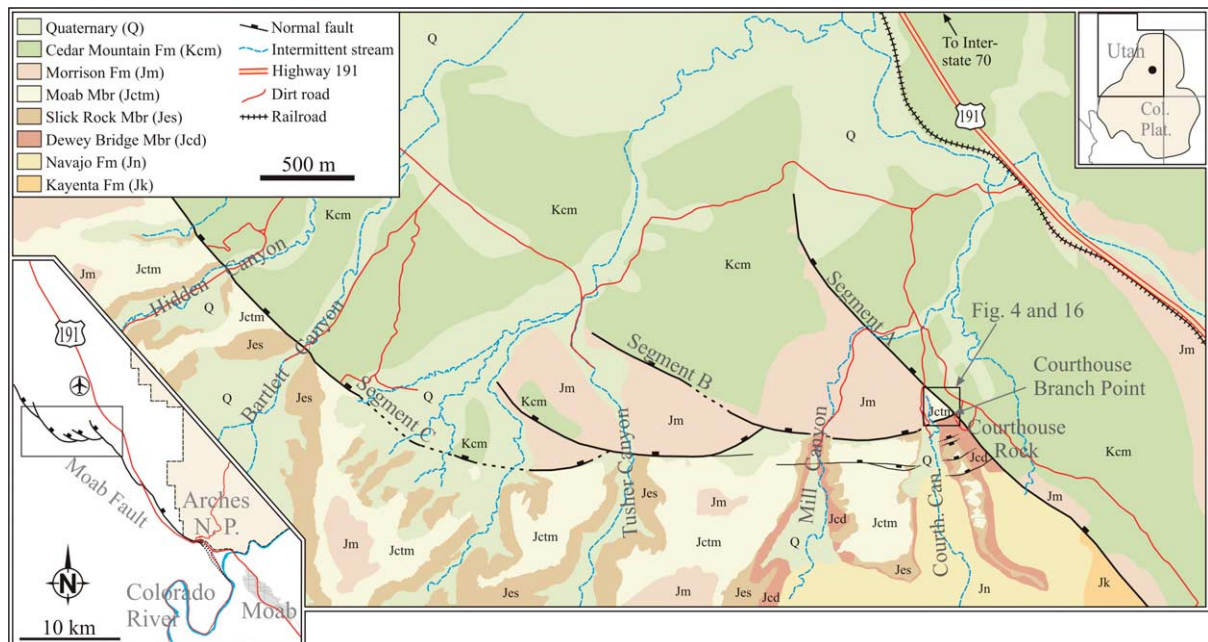 Quaternary (Q)
Cedar Mountain Fm (Kcm)
Morrison Fm (Jm)
Moab Mbr (Jctm)
Slick Rock Mbr (Jes)
Dewey Bridge Mbr (Jcd)
Navajo Fm (Jn)
Kayenta Fm (Jk)
Normal fault
Intermittent stream
Highway 191
Dirt road
Railroad
500 m
To Inter-
state 70
191
Utah
Col.
Plat.
Q
Q
Kcm
Kcm
Kcm
Jm
Jctm
Hidden Canyon
Q
Jctm
Jes
Bartlett Canyon
Q
Jes
Segment C
Q
Kcm
Kcm
Jm
Segment B
Jm
Segment A
Jm
Fig. 4 and 16
Courthouse
Branch Point
Jctm
Courthouse
Rock
Jcd
Q
Kcm
Jm
Jm
Tusher Canyon
Mill Canyon
Courth. Can.
Jm
Jctm
Jes
Jctm
Jes
Jm
Jctm
Jm
Jes
Jcd
Q
Jcd
Jctm
Jes
Jn
Jk
191
Moab Fault
Arches
N. P.
N
Colorado
River
Moab
10 km